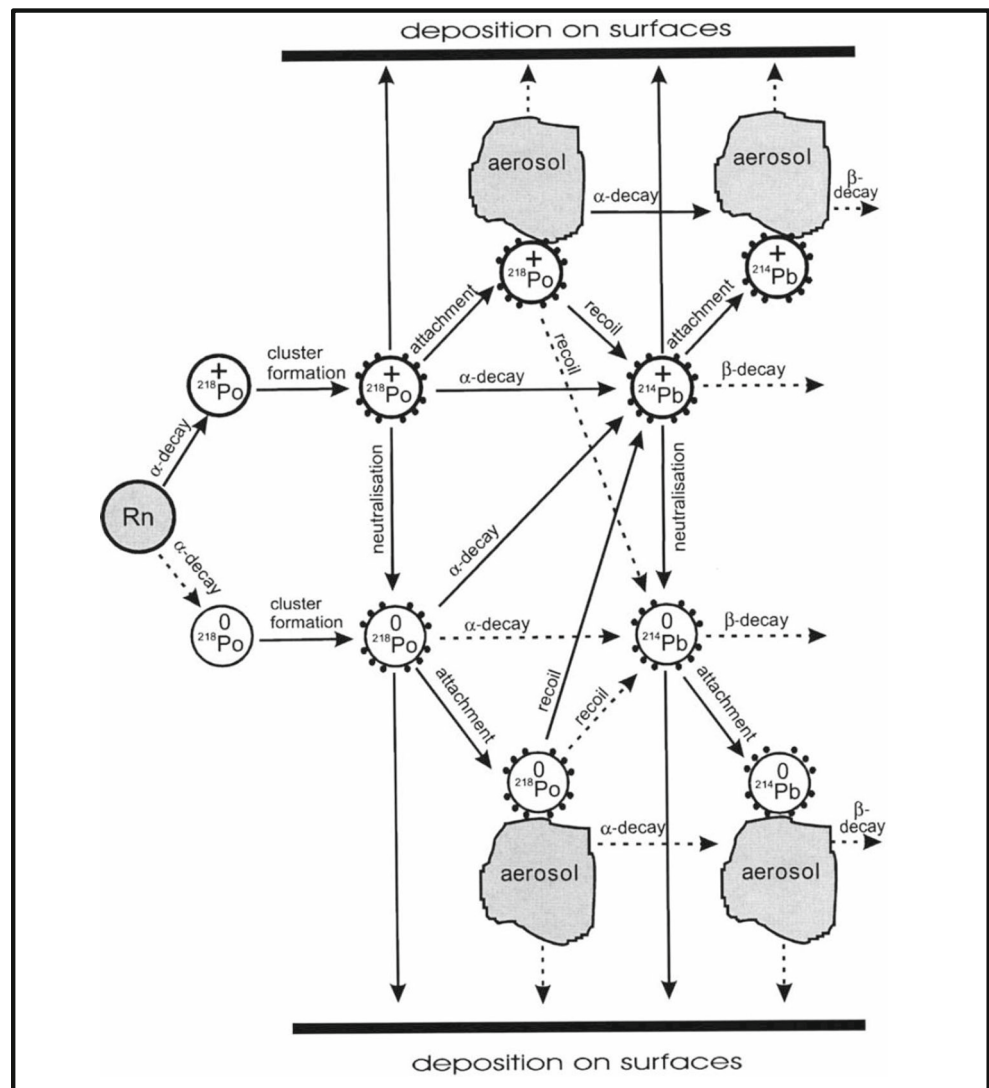 deposition on surfaces
aerosol
aerosol
α-decay
β-
decay
+
²¹⁸Po
+
²¹⁴Pb
attachment
recoil
recoil
attachment
cluster
formation
+
²¹⁸Po
+
²¹⁸Po
α-decay
+
²¹⁴Pb
β-decay
α-decay
Rn
α-decay
neutralisation
α-decay
neutralisation
0
²¹⁸Po
cluster
formation
0
²¹⁸Po
α-decay
0
²¹⁴Pb
β-decay
attachment
recoil
recoil
attachment
0
²¹⁸Po
0
²¹⁴Pb
α-decay
β-
decay
aerosol
aerosol
deposition on surfaces